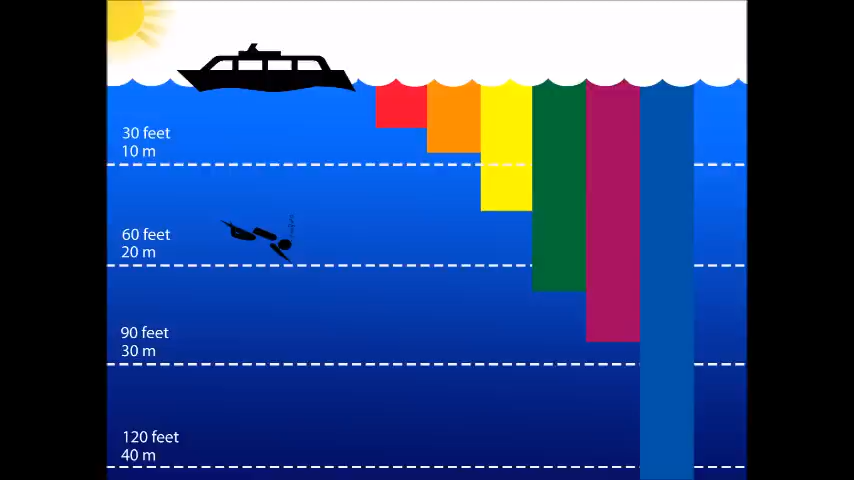 30 feet
10 m
60 feet
20 m
90 feet
30 m
120 feet
40 m